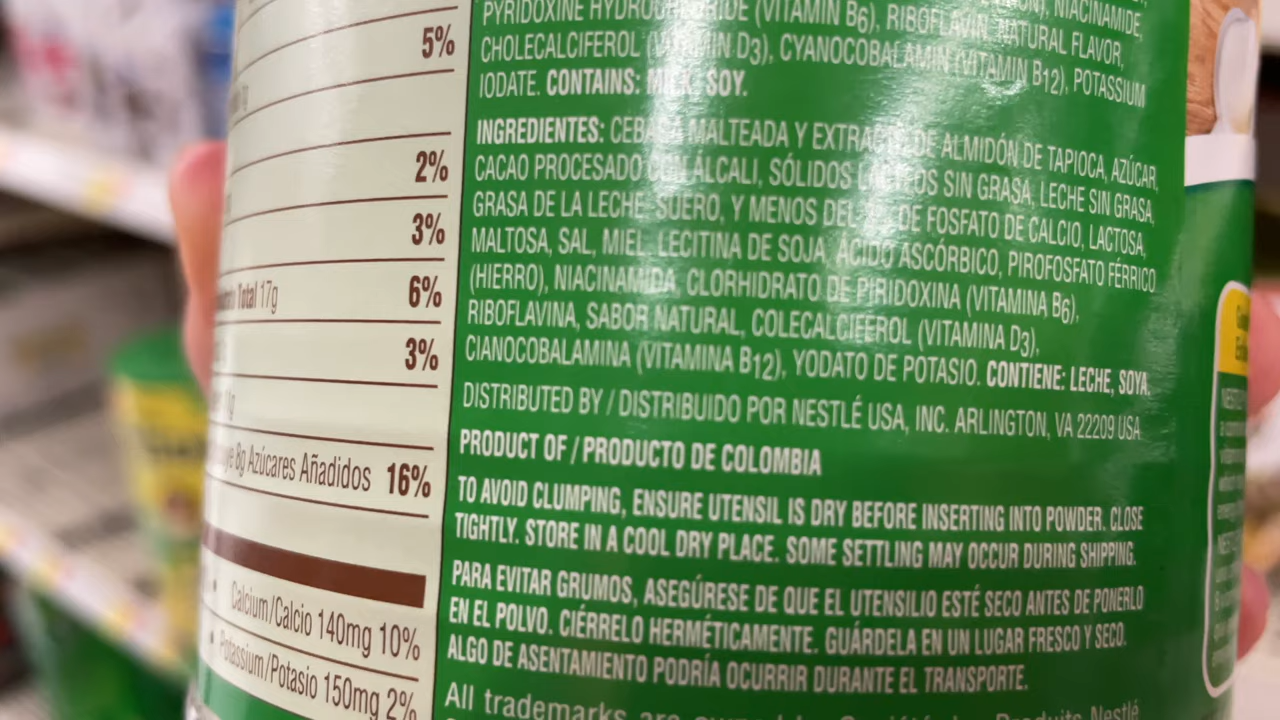 5%
2%
3%
Total 17g
6%
3%
8g Azúcares Añadidos 16%
Calcium/Calcio 140mg 10%
Potassium/Potasio 150mg 2%
PYRIDOXINE (VITAMIN B6), RIBOFLAVIN, NATURAL FLAVOR, NIACINAMIDE,
CHOLECALCIFEROL (VITAMIN D3), CYANOCOBALAMIN (VITAMIN B12), POTASSIUM
IODATE. CONTAINS: MILK, SOY.
INGREDIENTES: CEBADA MALTEADA Y EXTRACTO DE ALMIDÓN DE TAPIOCA, AZÚCAR,
CACAO PROCESADO CON ÁLCALI, SÓLIDOS SIN GRASA, LECHE SIN GRASA,
GRASA DE LA LECHE, SUERO, Y MENOS DEL DE FOSFATO DE CALCIO, LACTOSA,
MALTOSA, SAL, MIEL, LECITINA DE SOJA, ÁCIDO ASCÓRBICO, PIROFOSFATO FÉRRICO
(HIERRO), NIACINAMIDA, CLORHIDRATO DE PIRIDOXINA (VITAMINA B6),
RIBOFLAVINA, SABOR NATURAL, COLECALCIFEROL (VITAMINA D3),
CIANOCOBALAMINA (VITAMINA B12), YODATO DE POTASIO. CONTIENE: LECHE, SOYA.
DISTRIBUTED BY / DISTRIBUIDO POR NESTLÉ USA, INC. ARLINGTON, VA 22209 USA
PRODUCT OF / PRODUCTO DE COLOMBIA
TO AVOID CLUMPING, ENSURE UTENSIL IS DRY BEFORE INSERTING INTO POWDER. CLOSE
TIGHTLY. STORE IN A COOL DRY PLACE. SOME SETTLING MAY OCCUR DURING SHIPPING.
PARA EVITAR GRUMOS, ASEGÚRESE DE QUE EL UTENSILIO ESTÉ SECO ANTES DE PONERLO
EN EL POLVO. CIÉRRELO HERMÉTICAMENTE. GUÁRDELA EN UN LUGAR FRESCO Y SECO.
ALGO DE ASENTAMIENTO PODRÍA OCURRIR DURANTE EL TRANSPORTE.
All trademarks are Nestlé